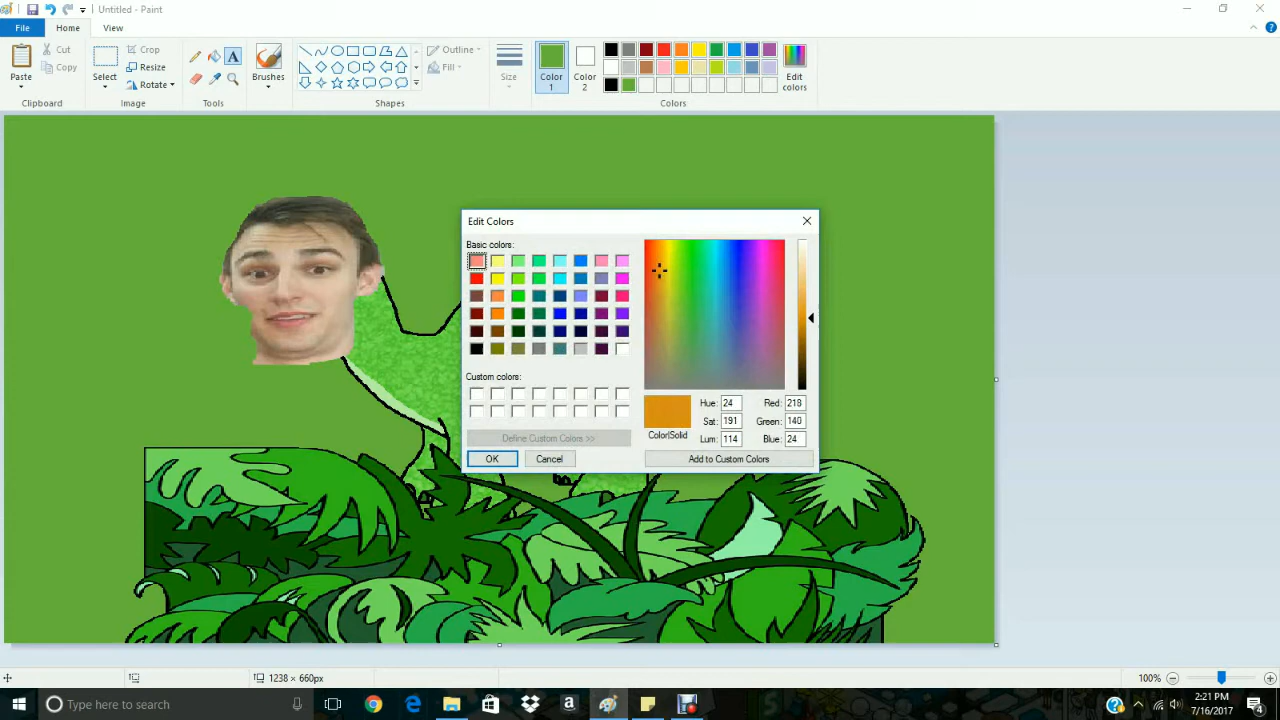 Untitled - Paint
File Home View
Paste
Cut
Copy
Clipboard
Select
Crop
Resize
Rotate
Image
A
Tools
Brushes
Outline
Fill
Shapes
Size
Color 1
Color 2
Edit colors
Colors
Edit Colors
Basic colors:
Custom colors:
Define Custom Colors >>
OK Cancel
Hue: 24 Red: 218
Sat: 191 Green: 140
Color|Solid Lum: 114 Blue: 24
Add to Custom Colors
1238 × 660px
100%
Type here to search
2:21 PM
7/16/2017